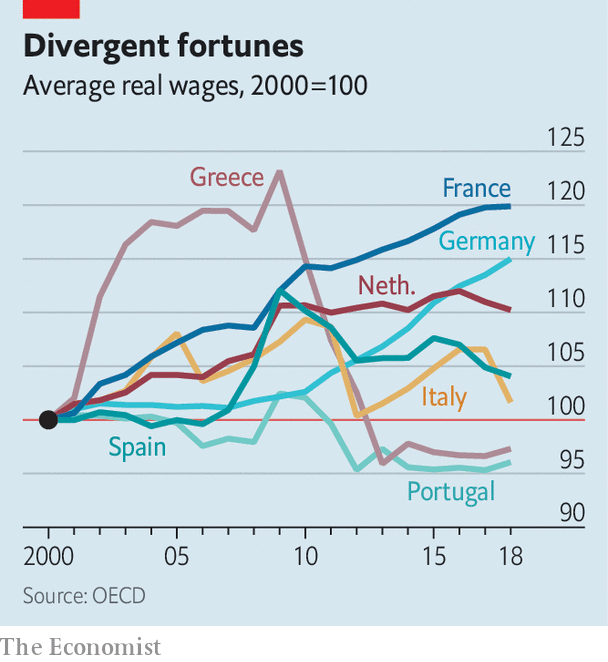 Divergent fortunes
Average real wages, 2000=100
125
Greece
France
120
Germany
115
Neth.
110
105
Italy
100
Spain
95
Portugal
90
2000 05 10 15 18
Source: OECD
The Economist